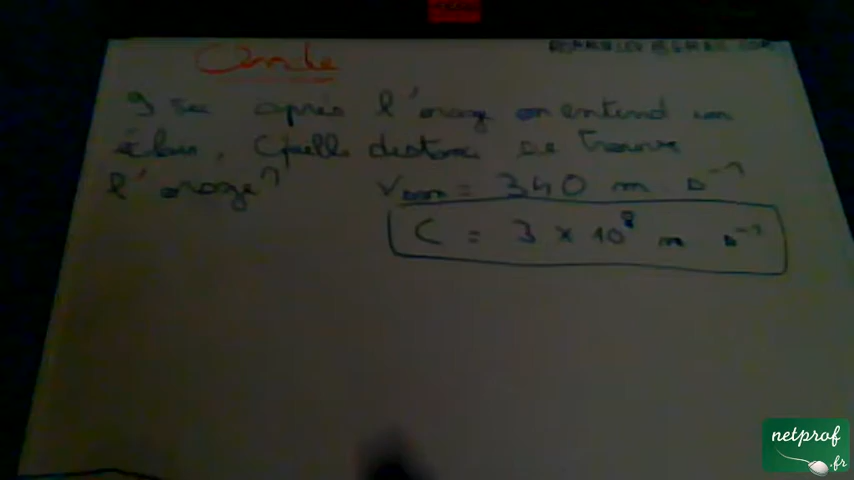 Onde
9 sec après l'orage on entend un
éclair, Quelle distance se trouve
l'orage? Vson = 340 m s⁻¹
C = 3 × 10⁸ m s⁻¹
netprof
.fr